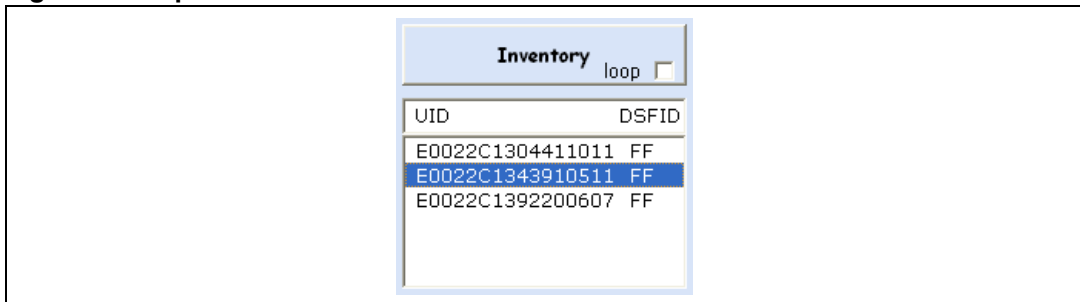 Inventory
loop
UID DSFID
E0022C1304411011 FF
E0022C1343910511 FF
E0022C1392200607 FF